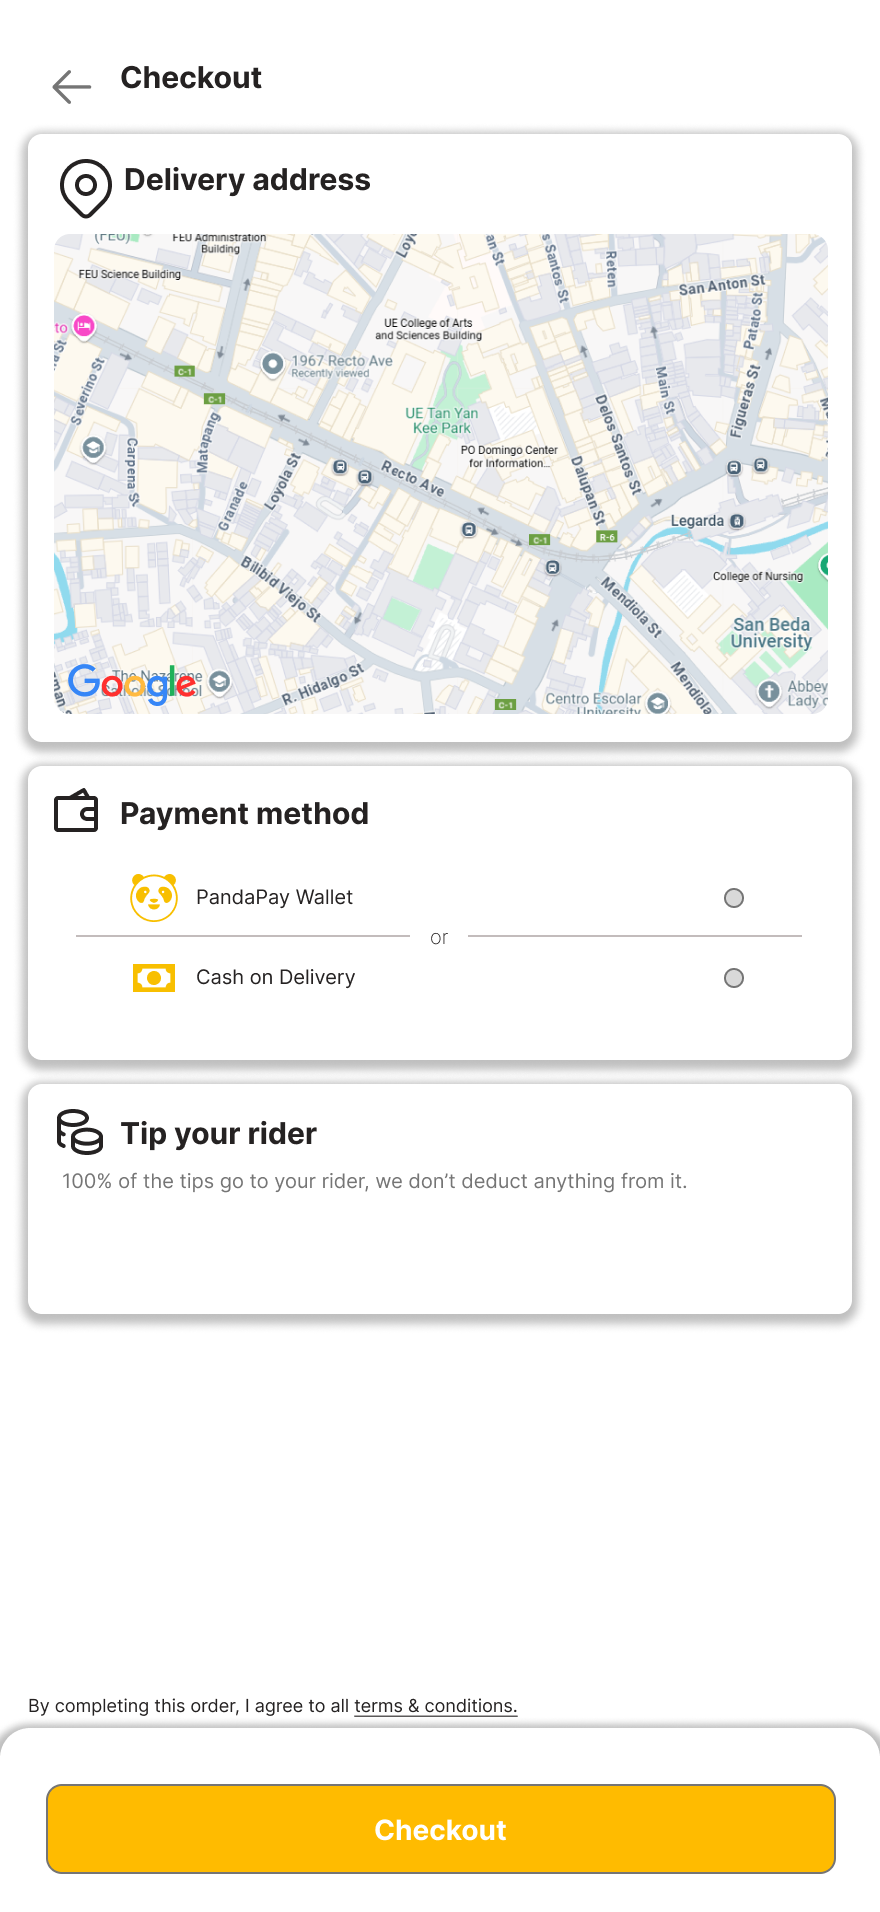 Checkout
Delivery address
(FEU)
FEU Administration
Building
FEU Science Building
San Anton St
Reten
Patato St
UE College of Arts
and Sciences Building
to
1967 Recto Ave
Recently viewed
C-1
C-1
Severino St
Main St
Figueras St
Delos Santos St
UE Tan Yan
Kee Park
Matapang
Carpena St
Loyola St
Granade
PO Domingo Center
for Information...
Recto Ave
Dalupan St
Legarda
C-1
R-6
College of Nursing
Bilibid Viejo St
Mendiola St
San Beda
University
Google
R. Hidalgo St
Mendiola
C-1
Centro Escolar
University
Abbey
Lady
Payment method
PandaPay Wallet
or
Cash on Delivery
Tip your rider
100% of the tips go to your rider, we don’t deduct anything from it.
By completing this order, I agree to all terms & conditions.
Checkout